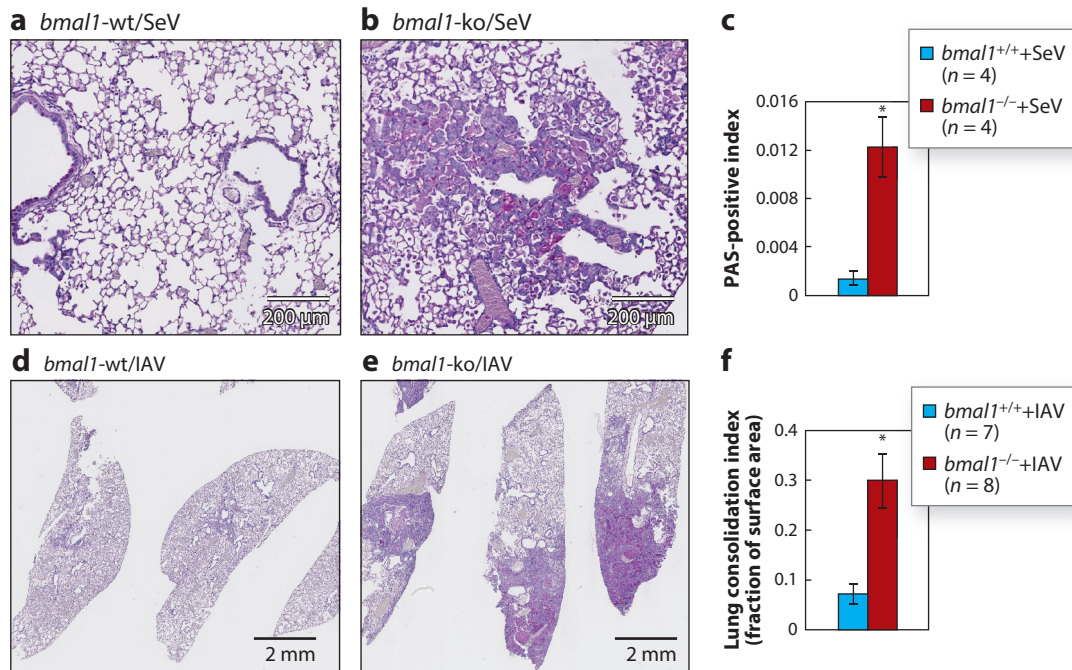 a bmal1-wt/SeV
200 μm
b bmal1-ko/SeV
200 μm
c
bmal1+/++SeV
(n = 4)
bmal1–/–+SeV
(n = 4)
PAS-positive index
0.016
0.012
0.008
0.004
0
*
d bmal1-wt/IAV
2 mm
e bmal1-ko/IAV
2 mm
f
bmal1+/++IAV
(n = 7)
bmal1–/–+IAV
(n = 8)
Lung consolidation index
(fraction of surface area)
0.4
0.3
0.2
0.1
0
*